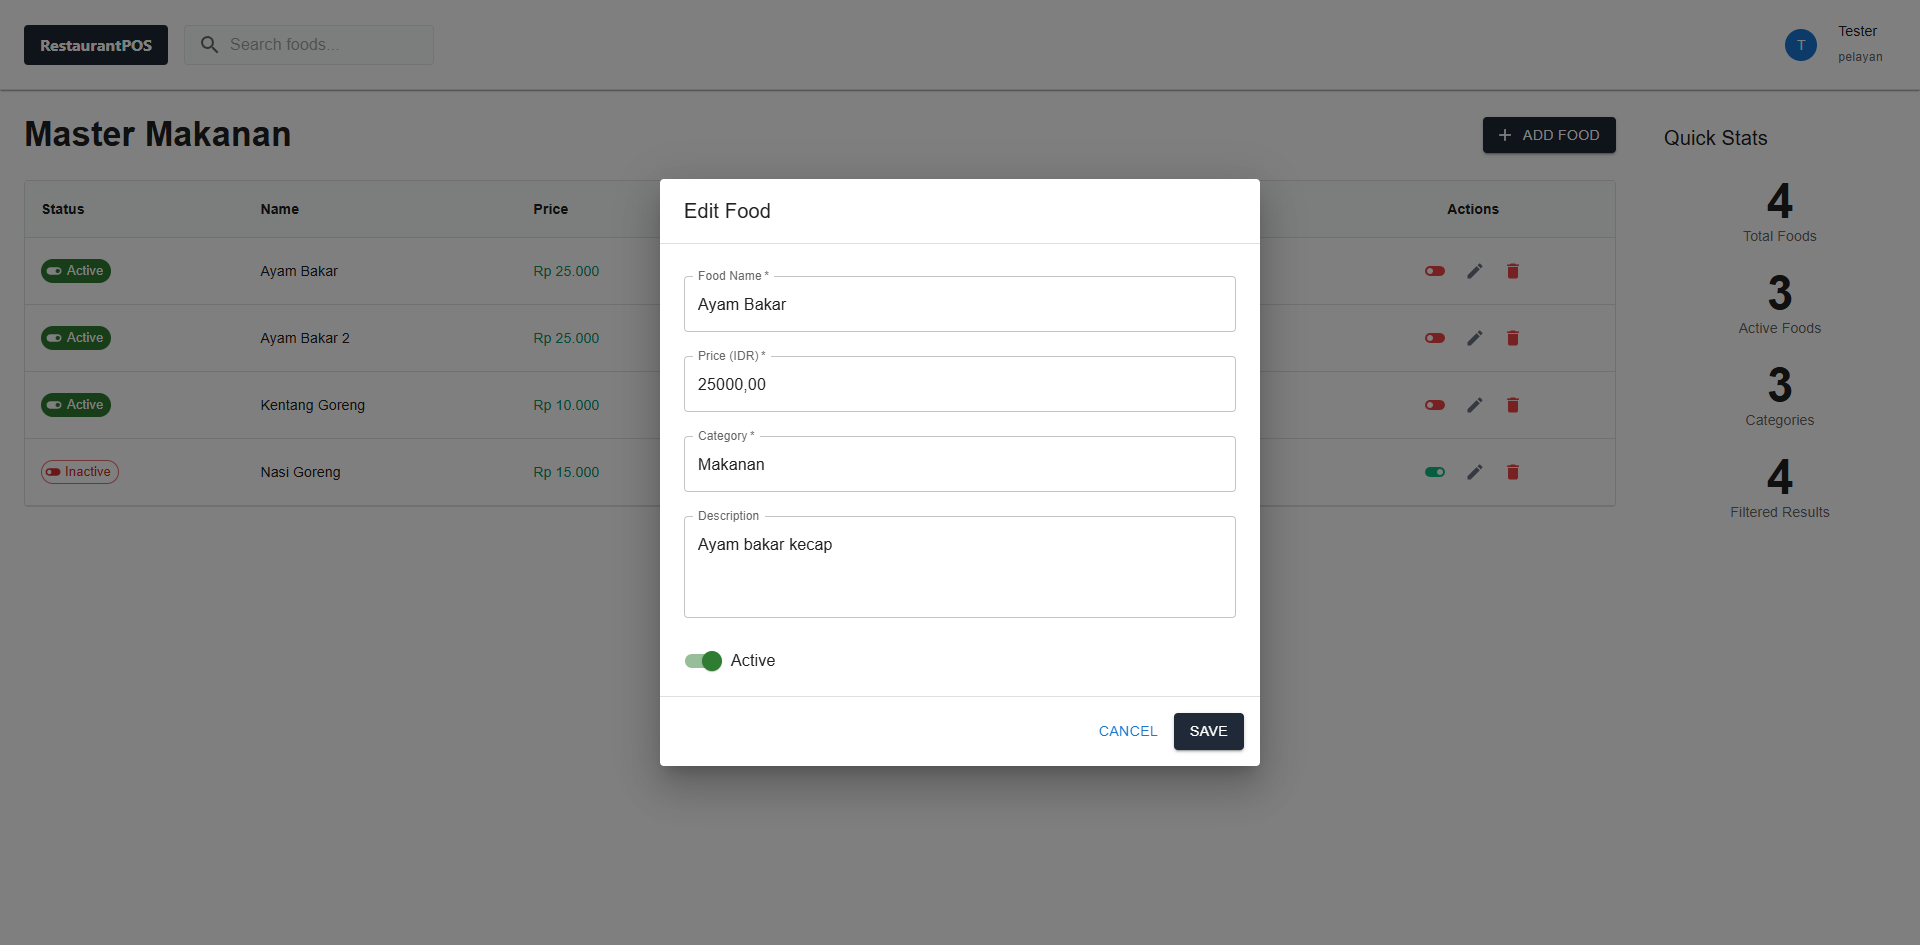 RestaurantPOS
Search foods...
T
Tester
pelayan
Master Makanan
ADD FOOD
Quick Stats
Status Name Price Actions
Active Ayam Bakar Rp 25.000
Active Ayam Bakar 2 Rp 25.000
Active Kentang Goreng Rp 10.000
Inactive Nasi Goreng Rp 15.000
4
Total Foods
3
Active Foods
3
Categories
4
Filtered Results
Edit Food
Food Name *
Ayam Bakar
Price (IDR) *
25000,00
Category *
Makanan
Description
Ayam bakar kecap
Active
CANCEL
SAVE